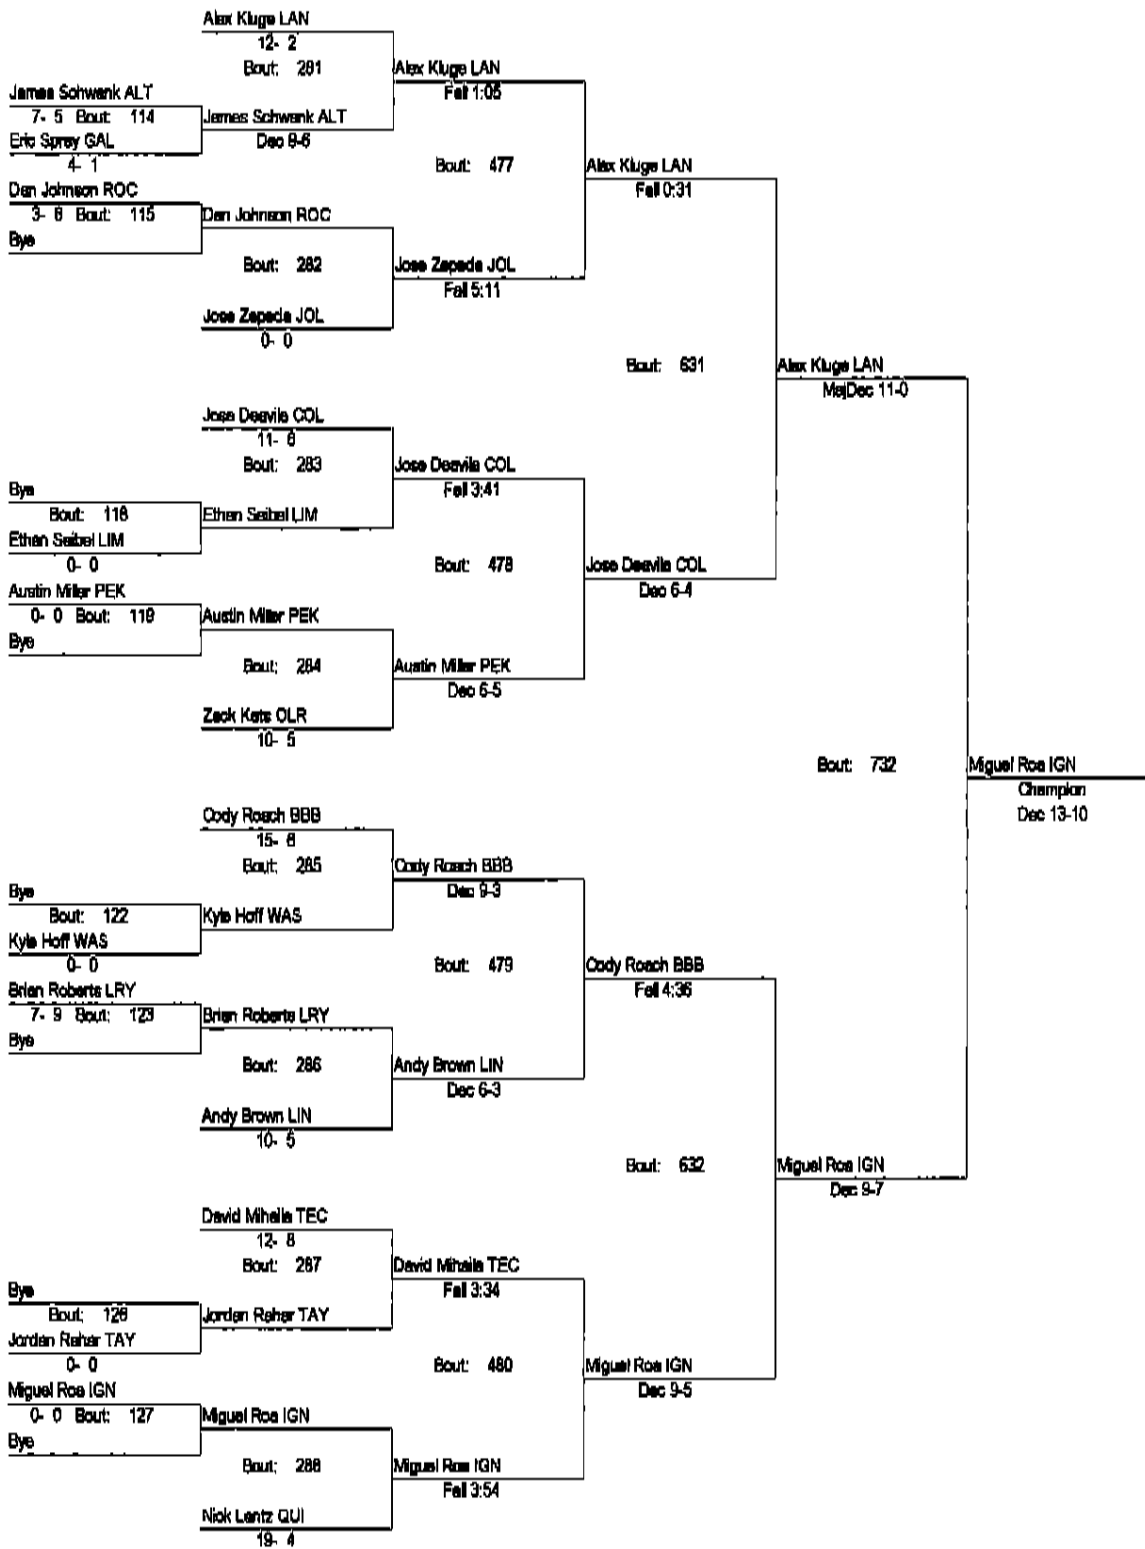 Alex Kluge LAN
12- 2
Bout: 281
Alex Kluge LAN
Fall 1:05
James Schwenk ALT
7- 5 Bout: 114
James Schwenk ALT
Dec 9-6
Eric Spray GAL
4- 1
Bout: 477
Alex Kluge LAN
Fall 0:31
Dan Johnson ROC
3- 8 Bout: 115
Dan Johnson ROC
Bye
Bout: 282
Jose Zepeda JOL
Fall 5:11
Jose Zepeda JOL
0- 0
Bout: 631
Alex Kluge LAN
MajDec 11-0
Jose Deavila COL
11- 6
Bout: 283
Jose Deavila COL
Fall 3:41
Bye
Bout: 118
Ethan Seibel LIM
Ethan Seibel LIM
0- 0
Bout: 478
Jose Deavila COL
Dec 6-4
Austin Miller PEK
0- 0 Bout: 119
Austin Miller PEK
Bye
Bout: 284
Austin Miller PEK
Dec 6-5
Zack Kats OLR
10- 5
Bout: 732
Miguel Roa IGN
Champion
Dec 13-10
Cody Roach BBB
15- 6
Bout: 285
Cody Roach BBB
Dec 9-3
Bye
Bout: 122
Kyle Hoff WAS
Kyle Hoff WAS
0- 0
Bout: 479
Cody Roach BBB
Fall 4:36
Brian Roberts LRY
7- 9 Bout: 123
Brian Roberts LRY
Bye
Bout: 286
Andy Brown LIN
Dec 6-3
Andy Brown LIN
10- 5
Bout: 632
Miguel Roa IGN
Dec 9-7
David Mihaila TEC
12- 8
Bout: 287
David Mihaila TEC
Fall 3:34
Bye
Bout: 126
Jordan Rahar TAY
Jordan Rahar TAY
0- 0
Bout: 480
Miguel Roa IGN
Dec 9-5
Miguel Roa IGN
0- 0 Bout: 127
Miguel Roa IGN
Bye
Bout: 288
Miguel Roa IGN
Fall 3:54
Nick Lentz QUI
19- 4